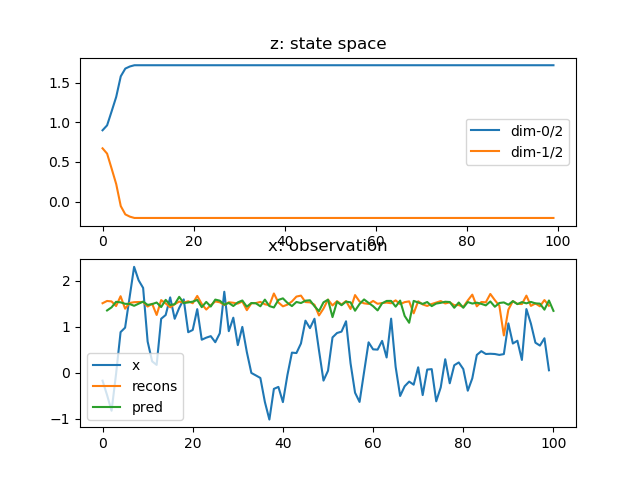 z: state space
1.5
1.0
0.5
0.0
dim-0/2
dim-1/2
0 20 40 60 80 100
x: observation
2
1
0
−1
x
recons
pred
0 20 40 60 80 100